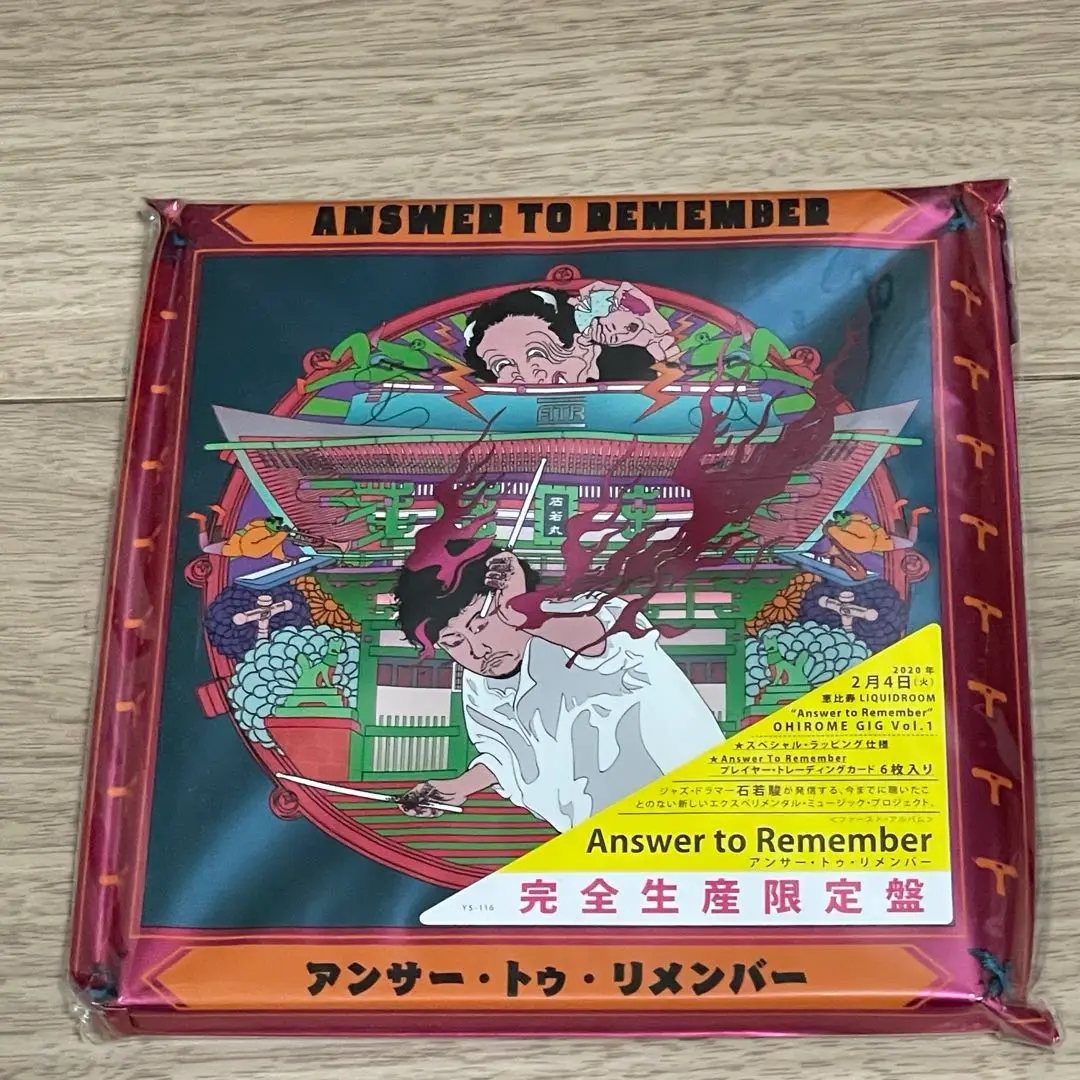 ANSWER TO REMEMBER
ATR
石若丸
2020年
2月4日(火)
恵比寿 LIQUIDROOM
"Answer to Remember"
OHIROME GIG Vol.1
★スペシャル・ラッピング仕様
★Answer To Remember
プレイヤー・トレーディングカード 6枚入り
ジャズ・ドラマー石若駿が発信する、今までに聴いたこ
とのない新しいエクスペリメンタル・ミュージック・プロジェクト。
<ファースト・アルバム>
Answer to Remember
アンサー・トゥ・リメンバー
YS-116
完全生産限定盤
アンサー・トゥ・リメンバー